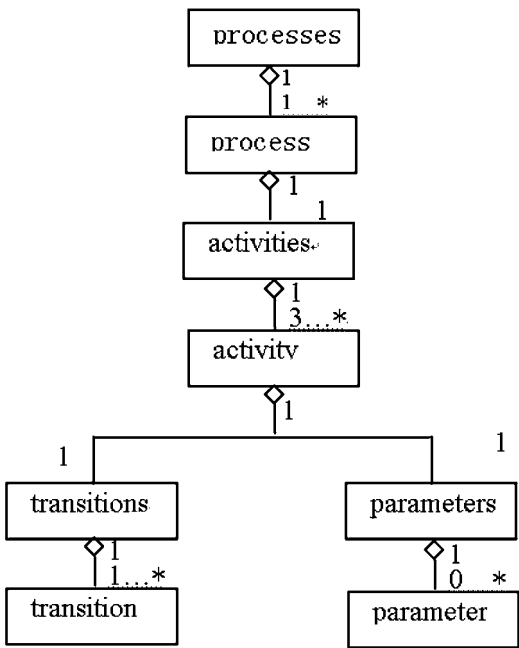 processes
1
1...*
process
1
1
activities
1
3...*
activity
1
1
1
transitions
parameters
1
1
1...*
0...*
transition
parameter